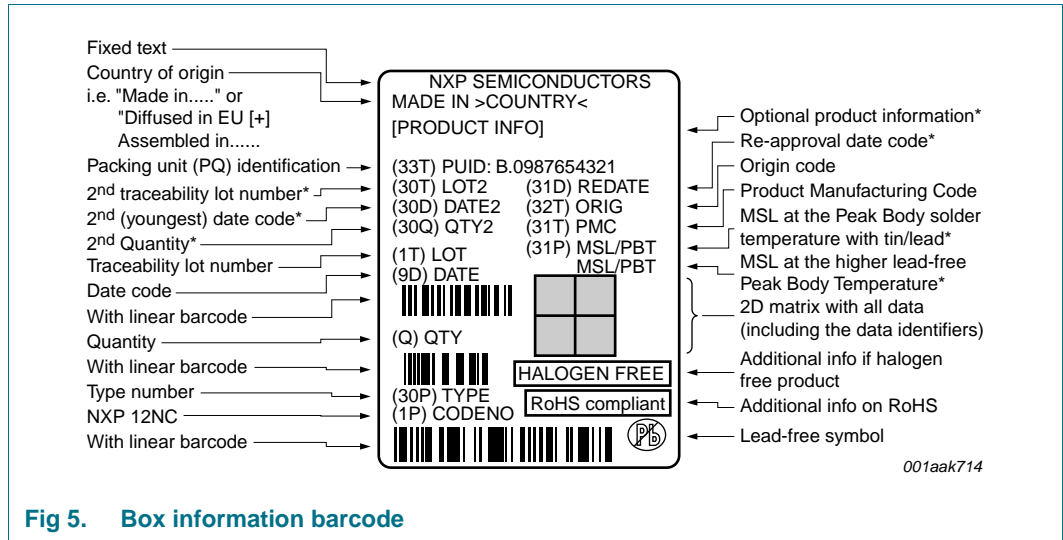 Fixed text
Country of origin
i.e. "Made in....." or
"Diffused in EU [+]
Assembled in......
Packing unit (PQ) identification
2nd traceability lot number*
2nd (youngest) date code*
2nd Quantity*
Traceability lot number
Date code
With linear barcode
Quantity
With linear barcode
Type number
NXP 12NC
With linear barcode
NXP SEMICONDUCTORS
MADE IN >COUNTRY<
[PRODUCT INFO]
(33T) PUID: B.0987654321
(30T) LOT2 (31D) REDATE
(30D) DATE2 (32T) ORIG
(30Q) QTY2 (31T) PMC
(31P) MSL/PBT
(1T) LOT
MSL/PBT
(9D) DATE
(Q) QTY
HALOGEN FREE
(30P) TYPE
RoHS compliant
(1P) CODENO
Pb
Optional product information*
Re-approval date code*
Origin code
Product Manufacturing Code
MSL at the Peak Body solder
temperature with tin/lead*
MSL at the higher lead-free
Peak Body Temperature*
2D matrix with all data
(including the data identifiers)
Additional info if halogen
free product
Additional info on RoHS
Lead-free symbol
001aak714
Fig 5. Box information barcode